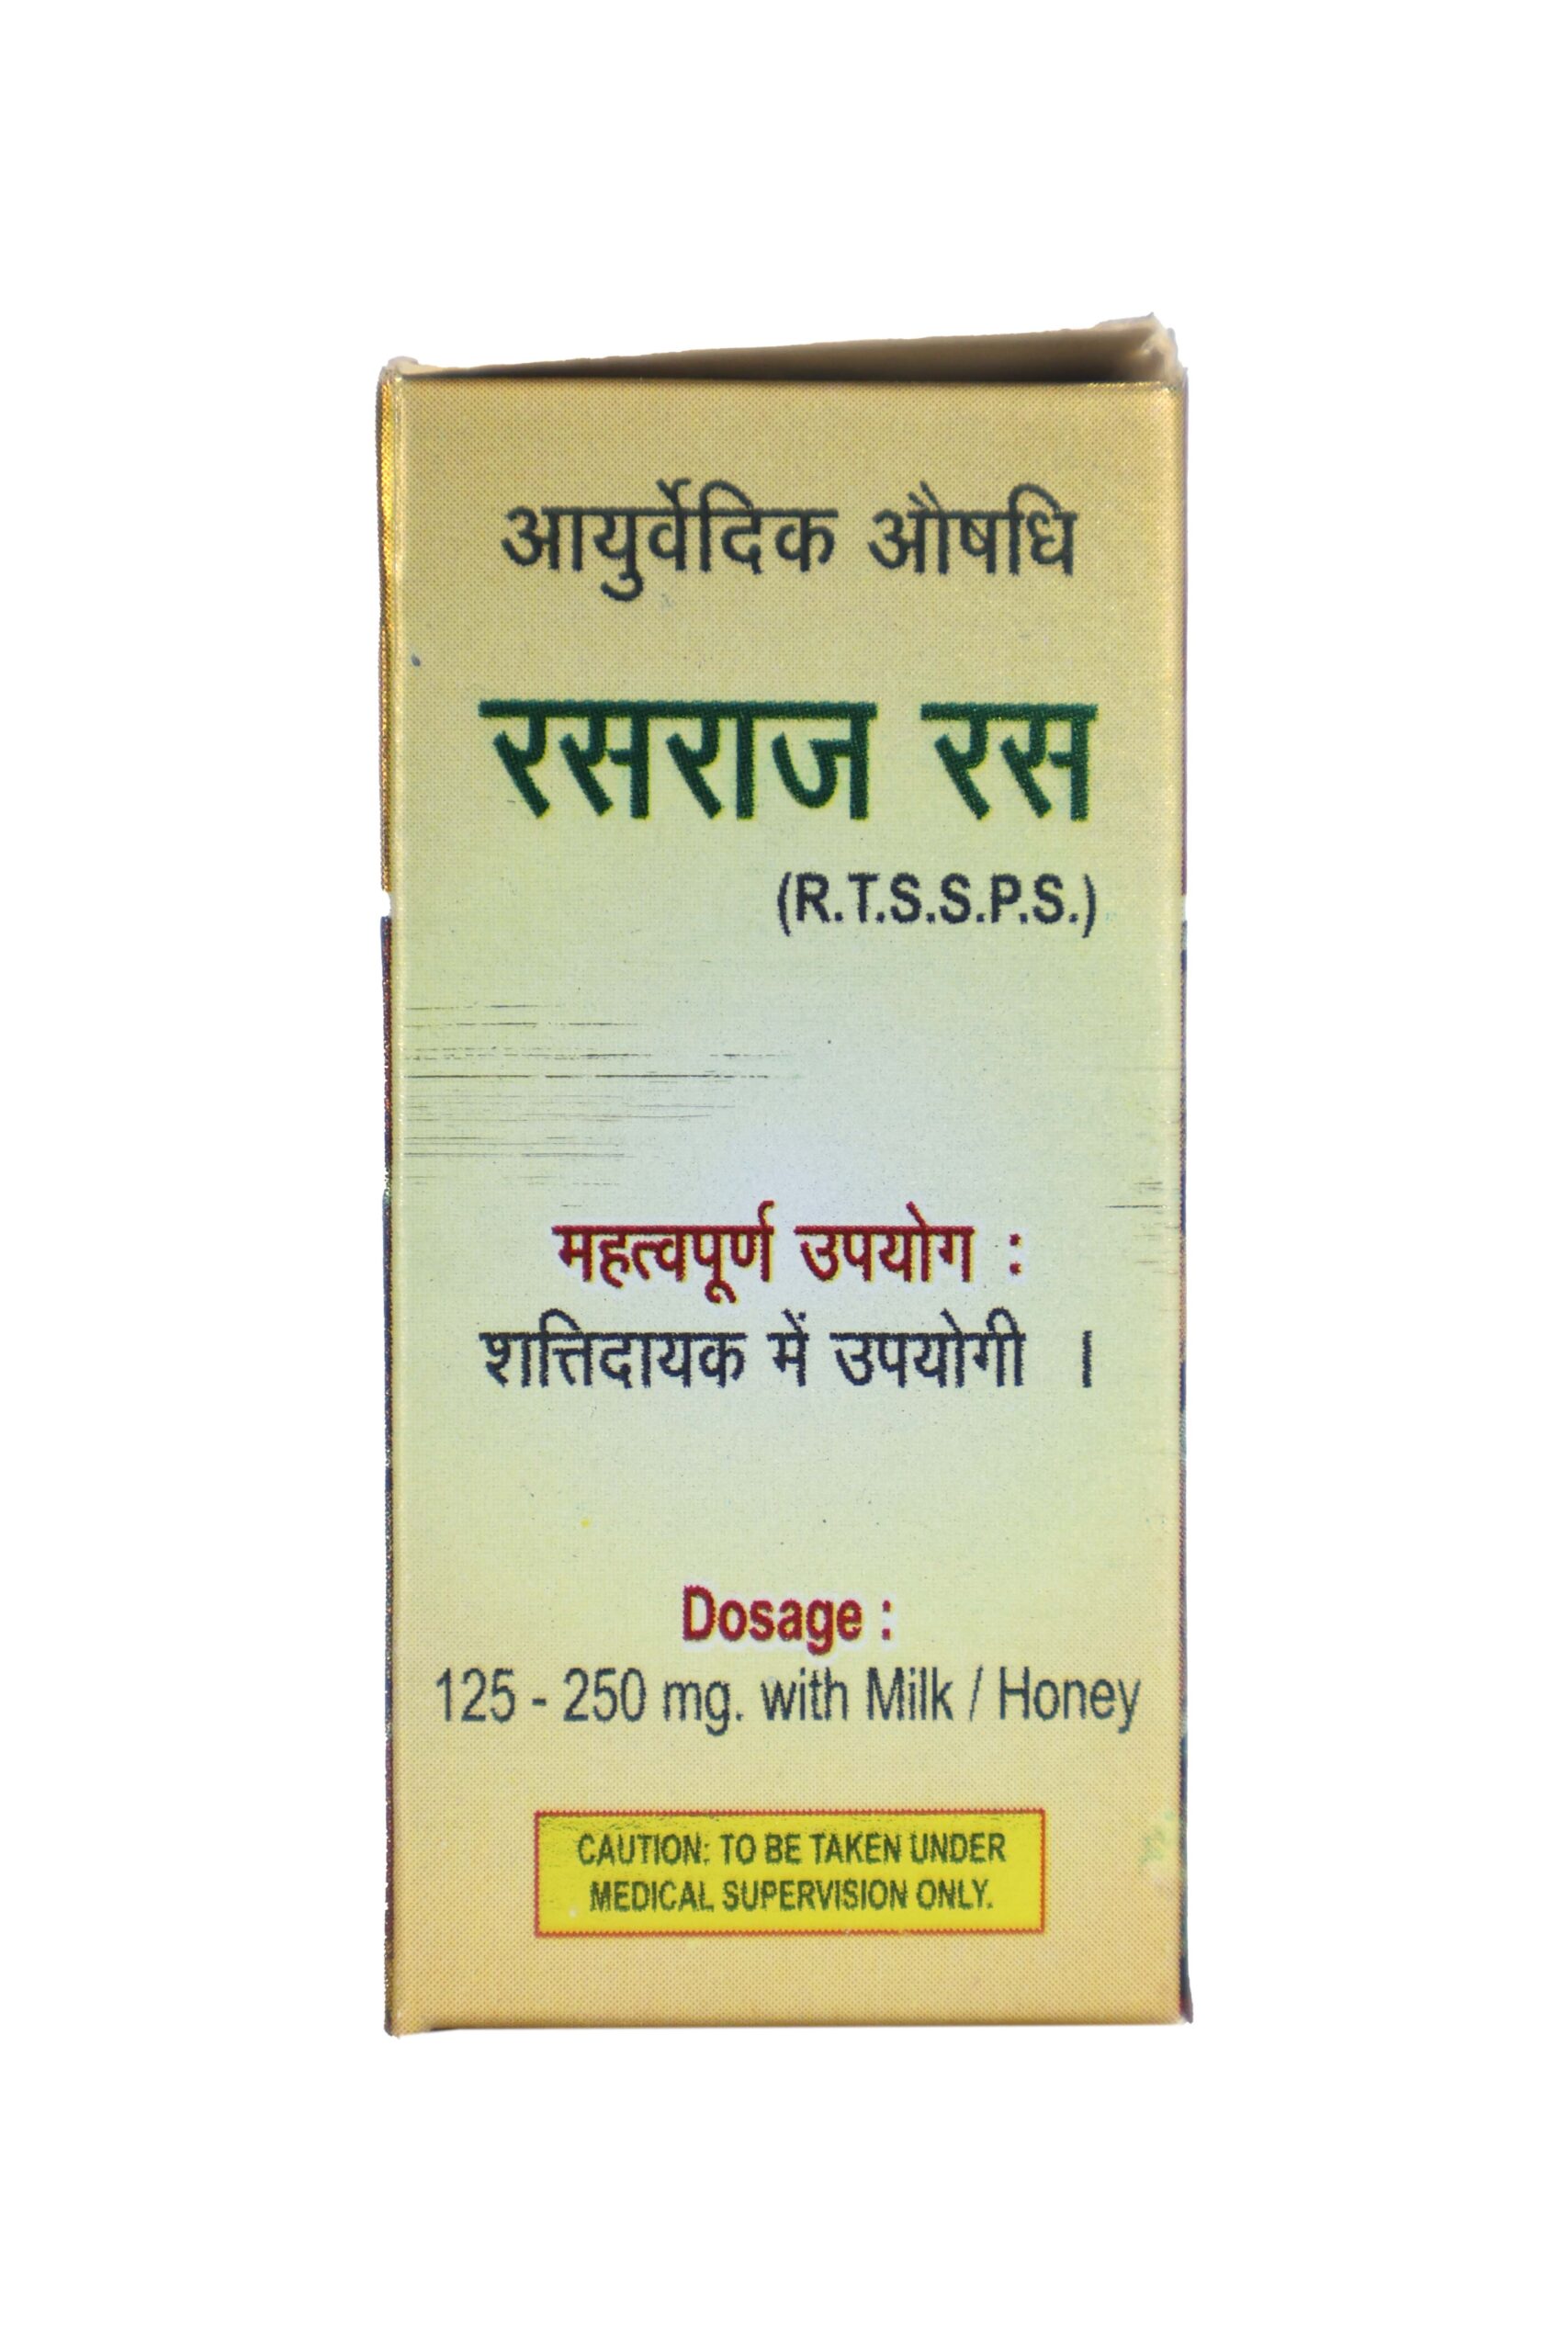 आयुर्वेदिक औषधि
रसराज रस
(R.T.S.S.P.S.)
महत्वपूर्ण उपयोग :
शत्तिदायक में उपयोगी ।
Dosage :
125 - 250 mg. with Milk / Honey
CAUTION: TO BE TAKEN UNDER
MEDICAL SUPERVISION ONLY.